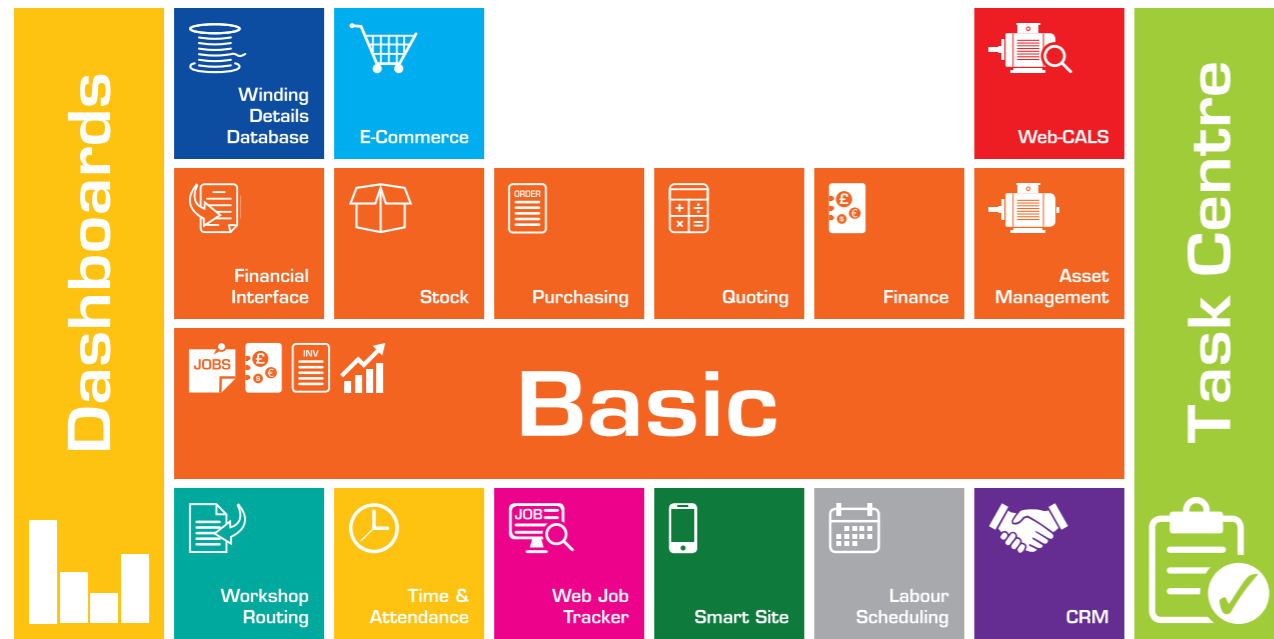 Dashboards
Winding
Details
Database
E-Commerce
Web-CALS
Task Centre
Financial
Interface
Stock
ORDER
Purchasing
Quoting
Finance
Asset
Management
JOBS
INV
Basic
Workshop
Routing
Time &
Attendance
JOB
Web Job
Tracker
Smart Site
Labour
Scheduling
CRM